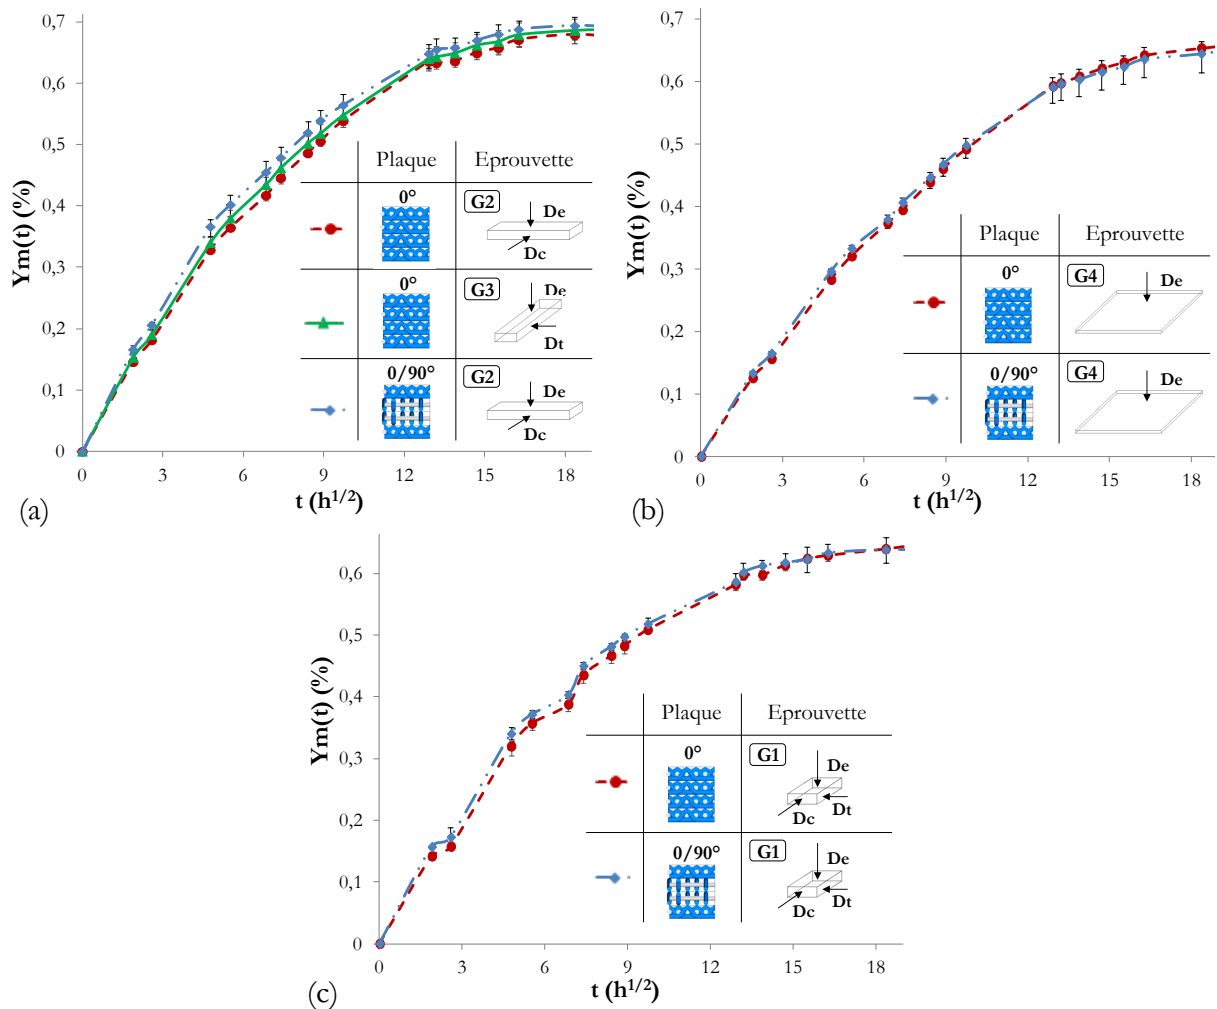 (a)
Ym(t) (%)
0,7
0,6
0,5
0,4
0,3
0,2
0,1
0
0 3 6 9 12 15 18
t (h1/2)
Plaque Eprouvette
0° G2 De
Dc
0° G3 De
Dt
0/90° G2 De
Dc
(b)
Ym(t) (%)
0,7
0,6
0,5
0,4
0,3
0,2
0,1
0
0 3 6 9 12 15 18
t (h1/2)
Plaque Eprouvette
0° G4 De
0/90° G4 De
(c)
Ym(t) (%)
0,6
0,5
0,4
0,3
0,2
0,1
0
0 3 6 9 12 15 18
t (h1/2)
Plaque Eprouvette
0° G1 De
Dc Dt
0/90° G1 De
Dc Dt